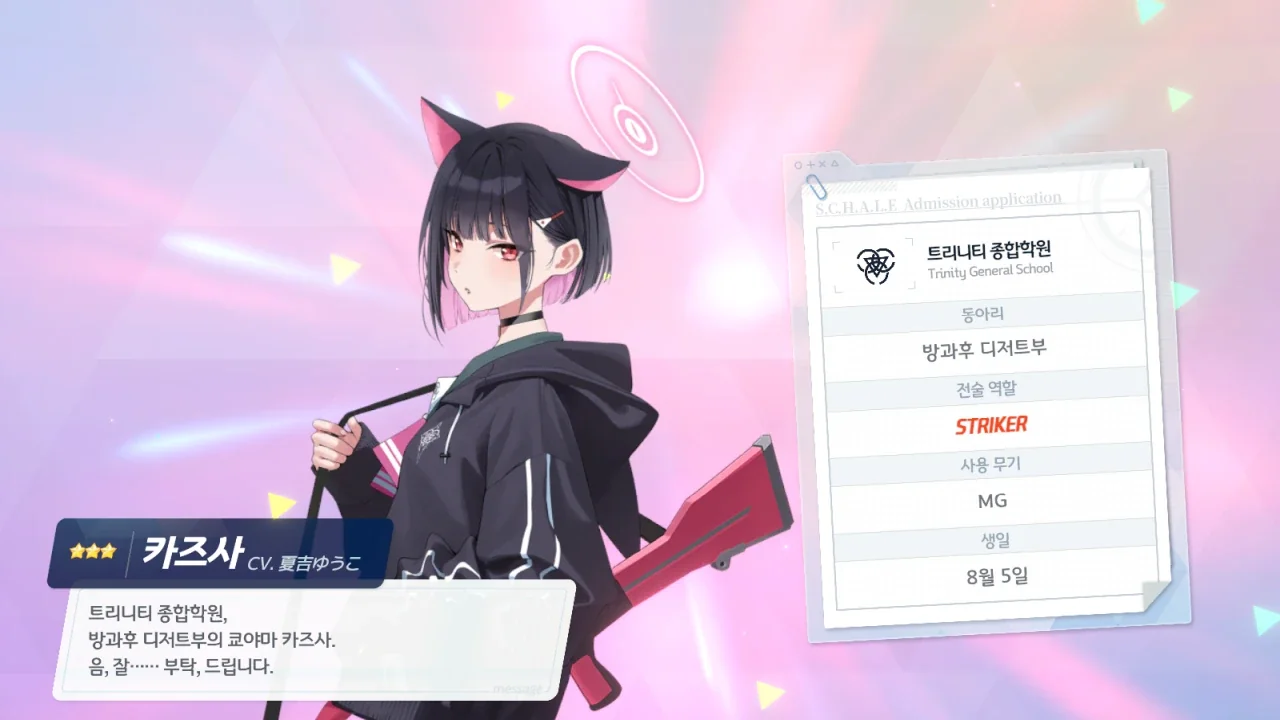 S.C.H.A.L.E Admission application
트리니티 종합학원
Trinity General School
동아리
방과후 디저트부
전술 역할
STRIKER
사용 무기
MG
생일
8월 5일
카즈사 CV. 夏吉ゆうこ
트리니티 종합학원,
방과후 디저트부의 쿄야마 카즈사.
음, 잘…… 부탁, 드립니다.
message